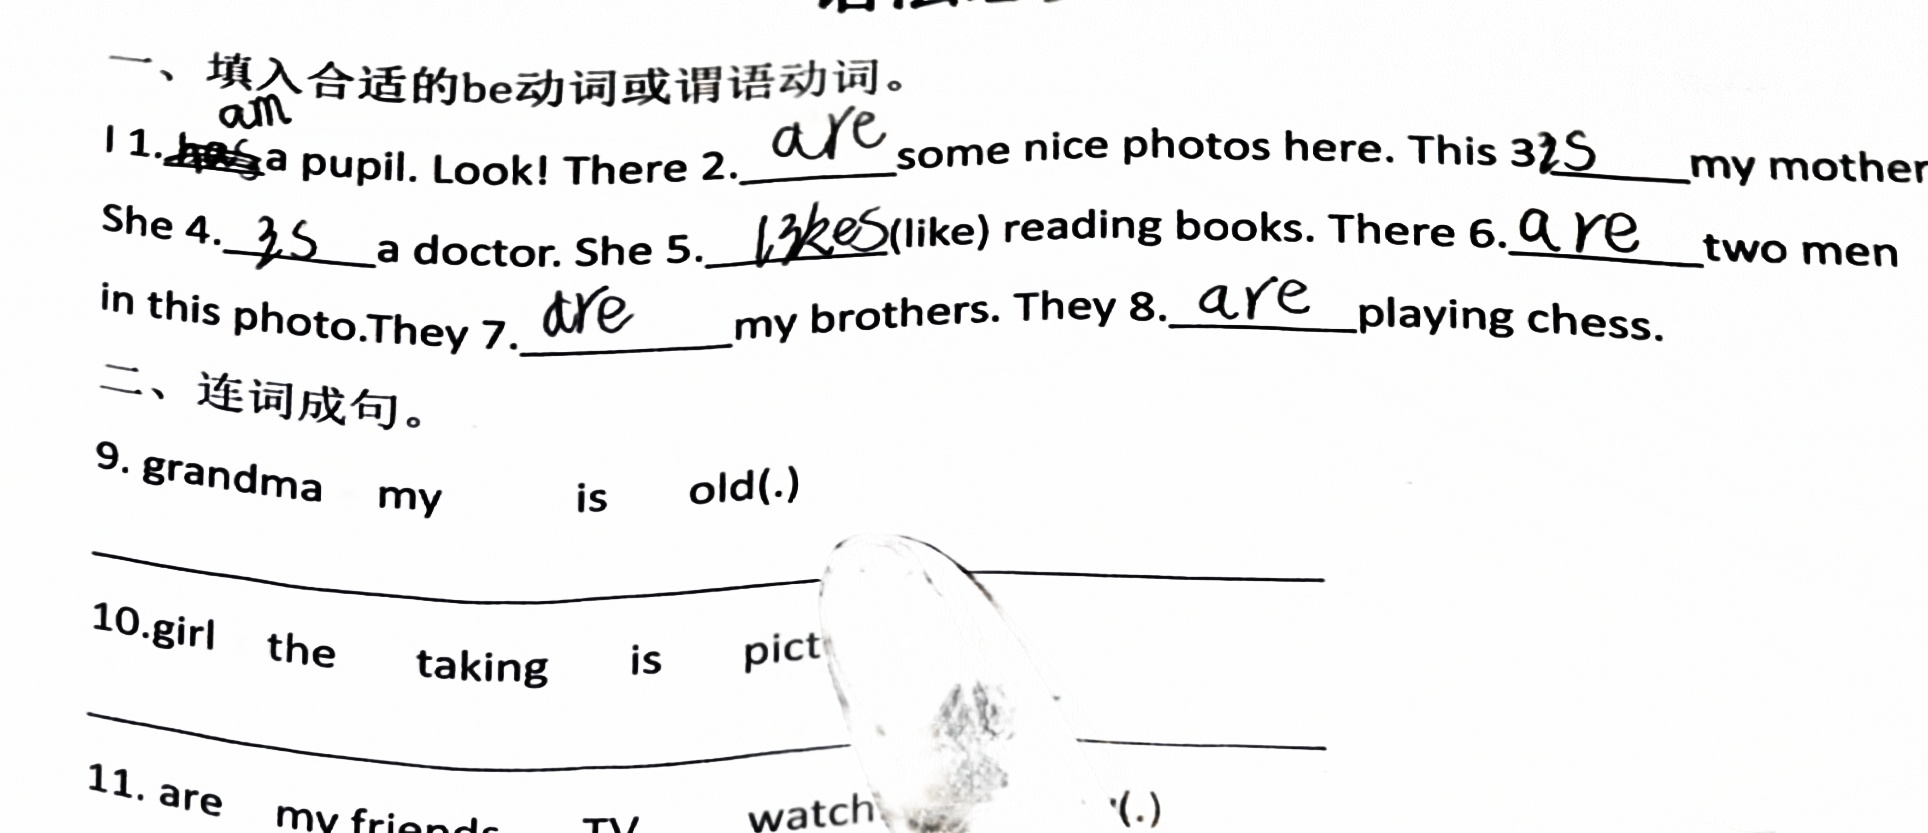 一、填入合适的be动词或谓语动词。
am
I 1. a pupil. Look! There 2. are some nice photos here. This 3 is my mother
She 4. is a doctor. She 5. likes (like) reading books. There 6. are two men
in this photo.They 7. are my brothers. They 8. are playing chess.
二、连词成句。
9. grandma my is old(.)
10.girl the taking is pict
11. are my friends TV watch (.)